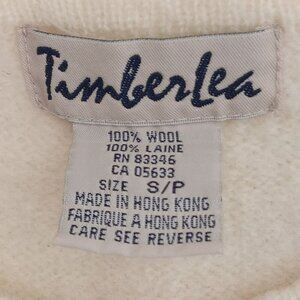 TimberLea
100% WOOL
100% LAINE
RN 83346
CA 05633
SIZE S/P
MADE IN HONG KONG
FABRIQUE A HONG KONG
CARE SEE REVERSE